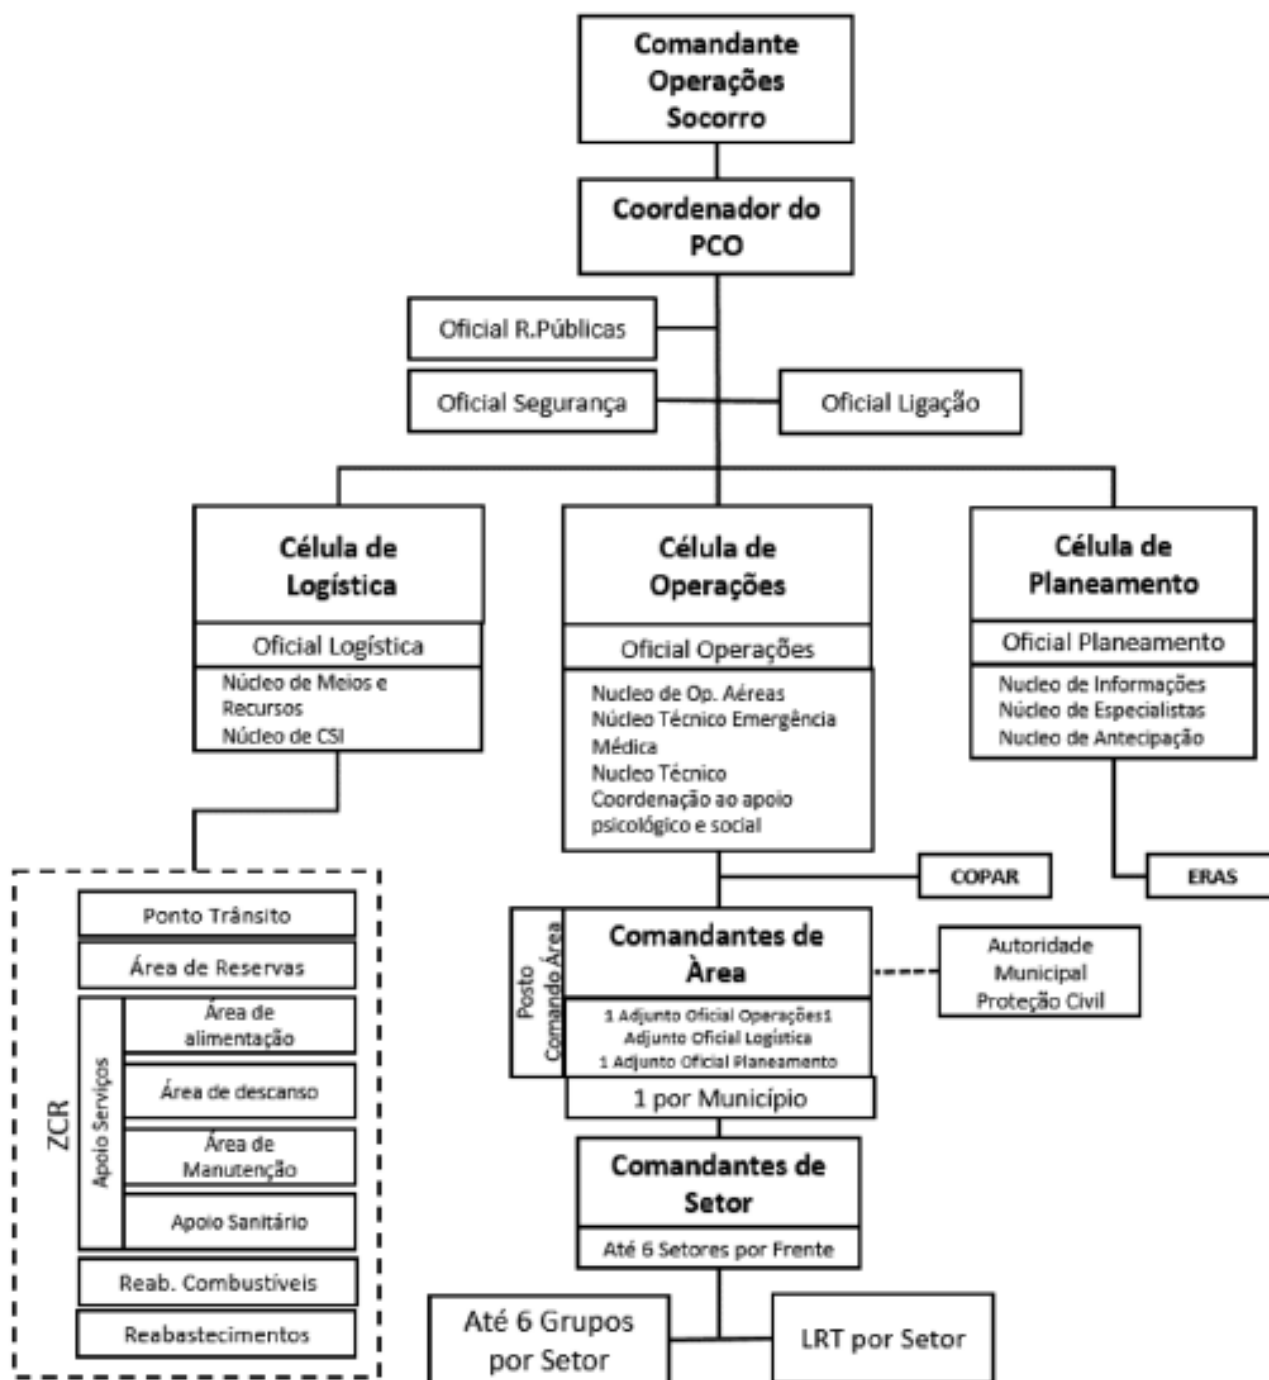 Comandante
Operações
Socorro
Coordenador do
PCO
Oficial R.Públicas
Oficial Segurança
Oficial Ligação
Célula de
Logística
Oficial Logística
Núcleo de Meios e
Recursos
Núcleo de CSI
Célula de
Operações
Oficial Operações
Nucleo de Op. Aéreas
Núcleo Técnico Emergência
Médica
Nucleo Técnico
Coordenação ao apoio
psicológico e social
Célula de
Planeamento
Oficial Planeamento
Nucleo de Informações
Núcleo de Especialistas
Nucleo de Antecipação
COPAR
ERAS
ZCR
Ponto Trânsito
Área de Reservas
Apoio Serviços
Área de
alimentação
Área de descanso
Área de
Manutenção
Apoio Sanitário
Reab. Combustíveis
Reabastecimentos
Posto
Comando Área
Comandantes de
Àrea
1 Adjunto Oficial Operações1
Adjunto Oficial Logística
1 Adjunto Oficial Planeamento
1 por Município
Autoridade
Municipal
Proteção Civil
Comandantes de
Setor
Até 6 Setores por Frente
Até 6 Grupos
por Setor
LRT por Setor